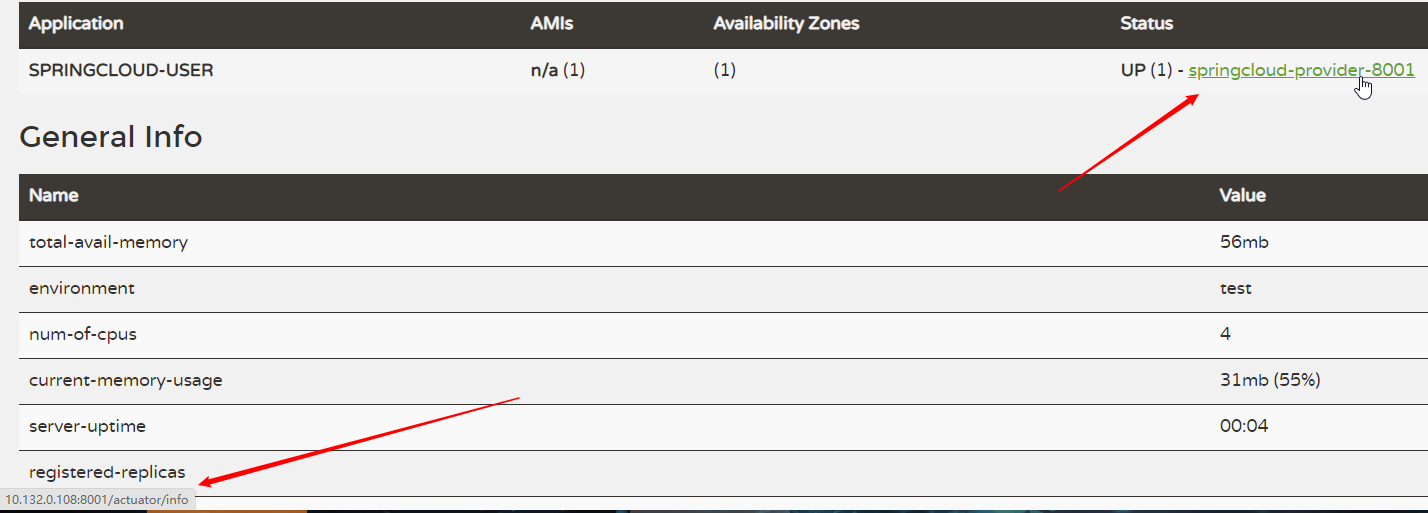 Application AMIs Availability Zones Status
SPRINGCLOUD-USER n/a (1) (1) UP (1) - springcloud-provider-8001
General Info
Name Value
total-avail-memory 56mb
environment test
num-of-cpus 4
current-memory-usage 31mb (55%)
server-uptime 00:04
registered-replicas
10.132.0.108:8001/actuator/info